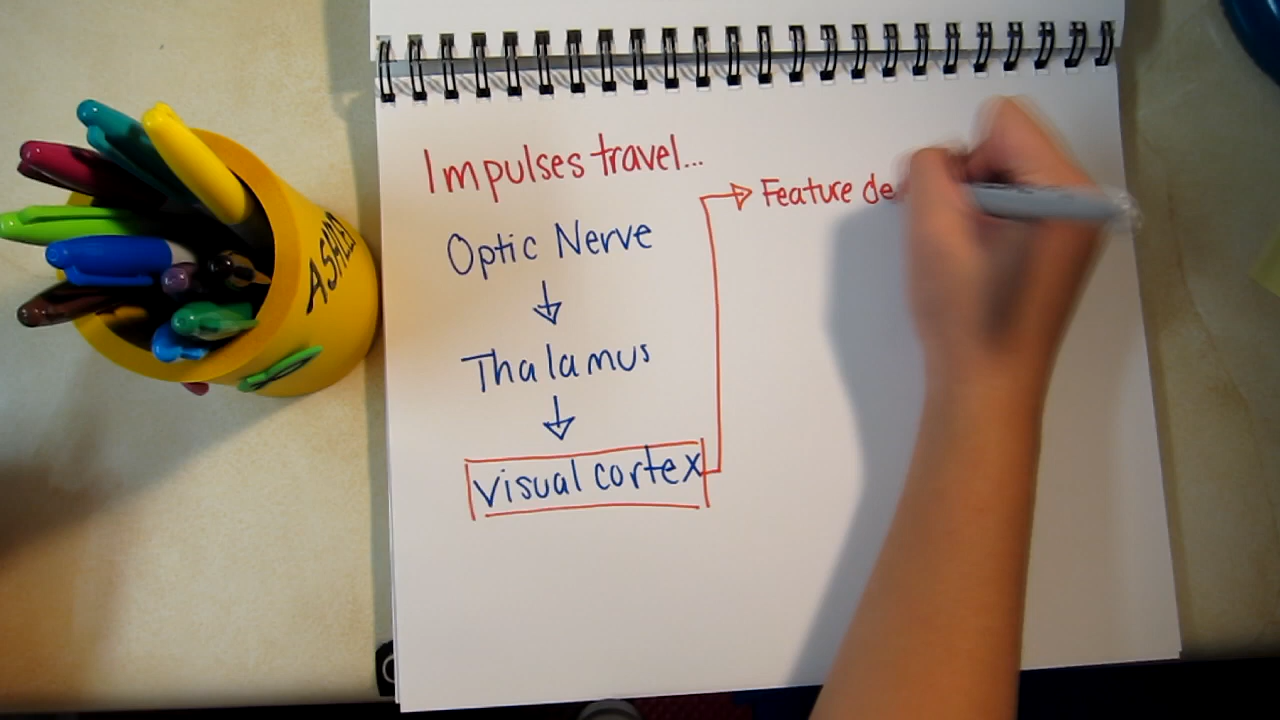 Impulses travel...
Feature de
Optic Nerve
Thalamus
visual cortex